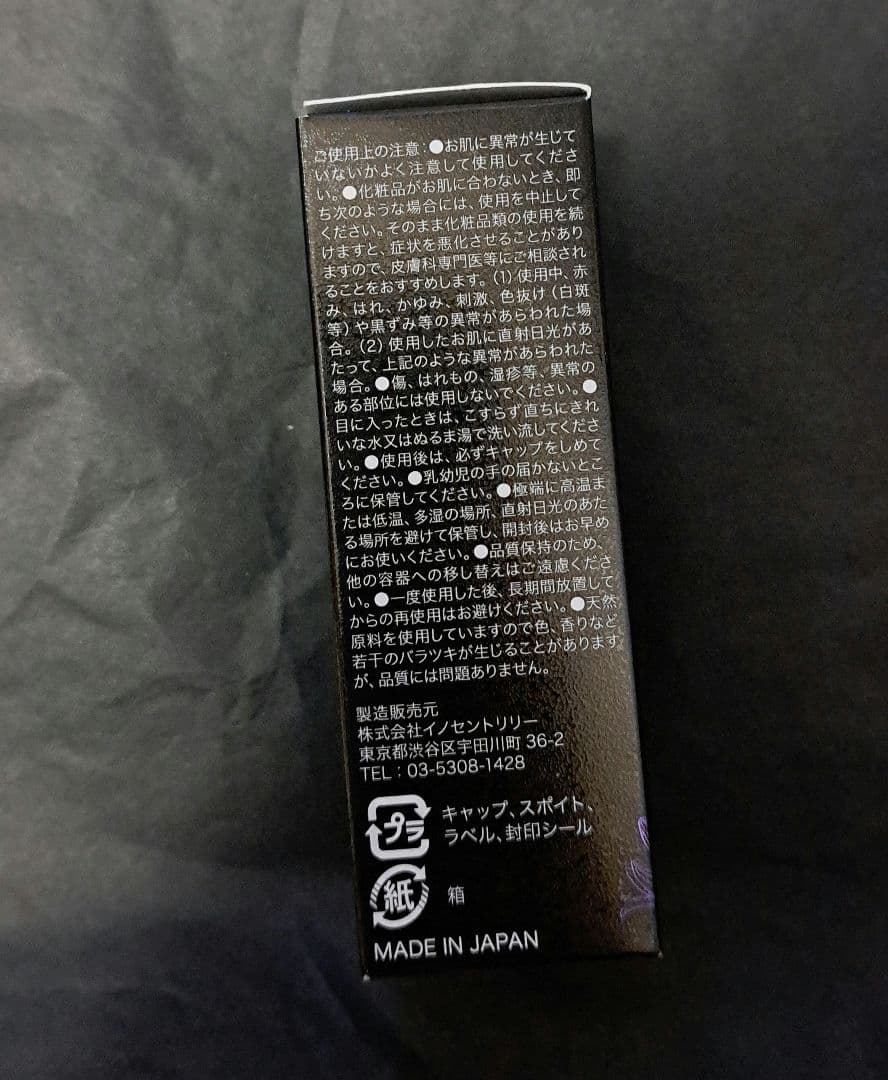 ご使用上の注意：●お肌に異常が生じて
いないかよく注意して使用してくださ
い。●化粧品がお肌に合わないとき、即
ち次のような場合には、使用を中止して
ください。そのまま化粧品類の使用を続
けますと、症状を悪化させることがあり
ますので、皮膚科専門医等にご相談され
ることをおすすめします。(1) 使用中、赤
み、はれ、かゆみ、刺激、色抜け（白斑
等）や黒ずみ等の異常があらわれた場
合。(2) 使用したお肌に直射日光があ
たって、上記のような異常があらわれた
場合。●傷、はれもの、湿疹等、異常の
ある部位には使用しないでください。●
目に入ったときは、こすらず直ちにきれ
いな水又はぬるま湯で洗い流してくださ
い。●使用後は、必ずキャップをしめて
ください。●乳幼児の手の届かないとこ
ろに保管してください。●極端に高温ま
たは低温、多湿の場所、直射日光のあた
る場所を避けて保管し、開封後はお早め
にお使いください。●品質保持のため、
他の容器への移し替えはご遠慮くださ
い。●一度使用した後、長期間放置して
からの再使用はお避けください。●天然
原料を使用していますので色、香りなど
若干のバラツキが生じることがあります
が、品質には問題ありません。
製造販売元
株式会社イノセントリリー
東京都渋谷区宇田川町 36-2
TEL：03-5308-1428
プラ キャップ、スポイト、
ラベル、封印シール
紙 箱
MADE IN JAPAN